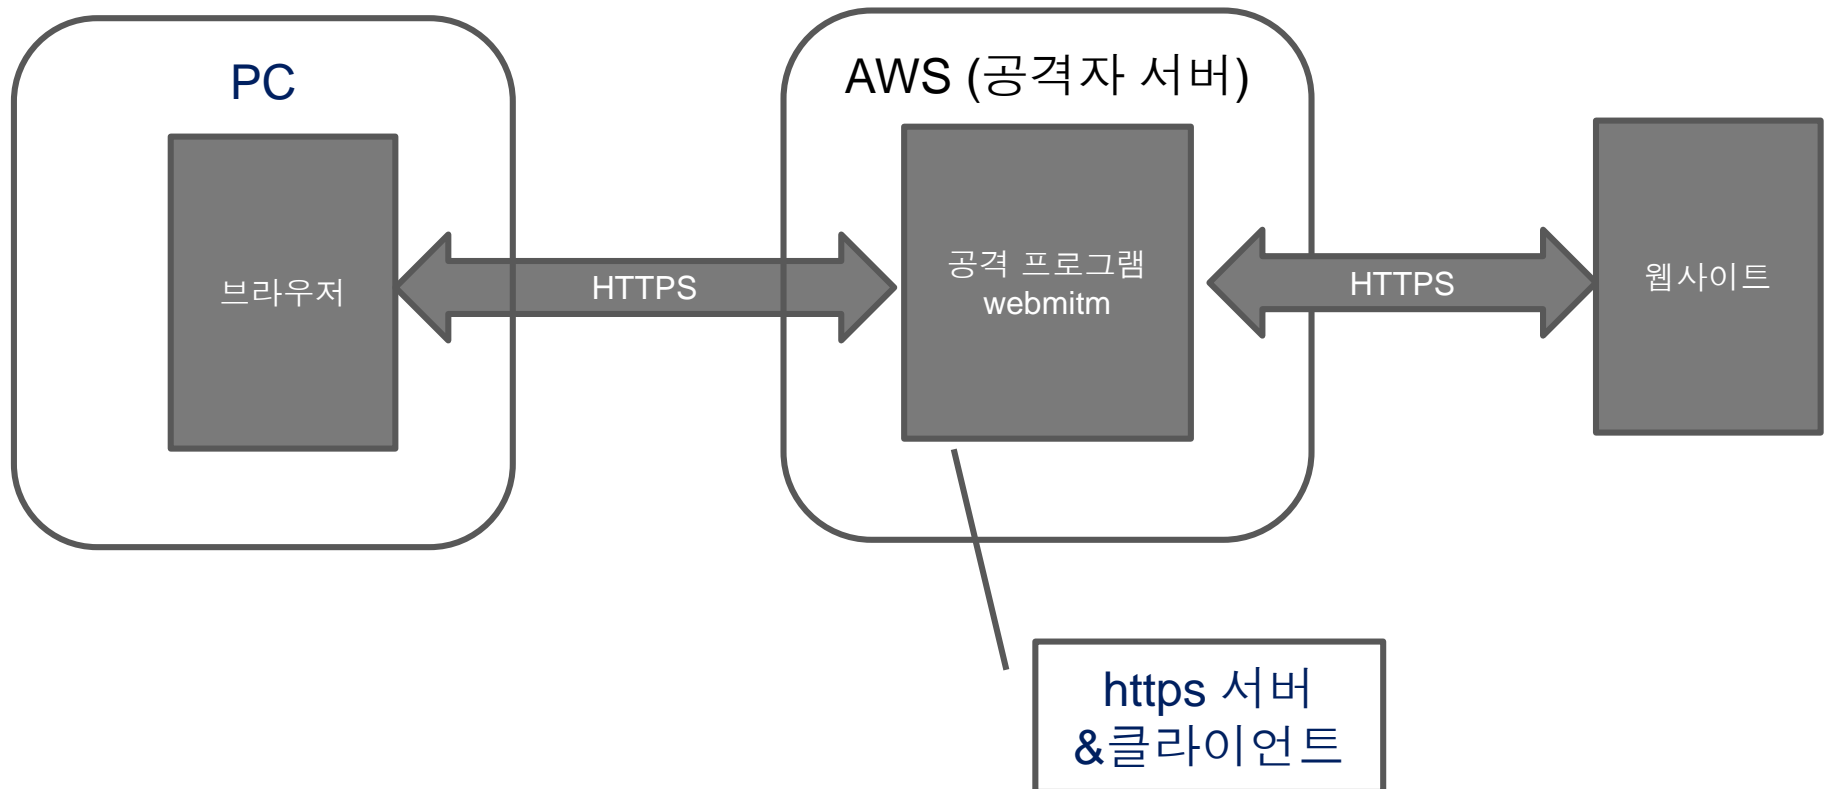 PC
AWS (공격자 서버)
브라우저
HTTPS
공격 프로그램
webmitm
HTTPS
웹사이트
https 서버
&클라이언트